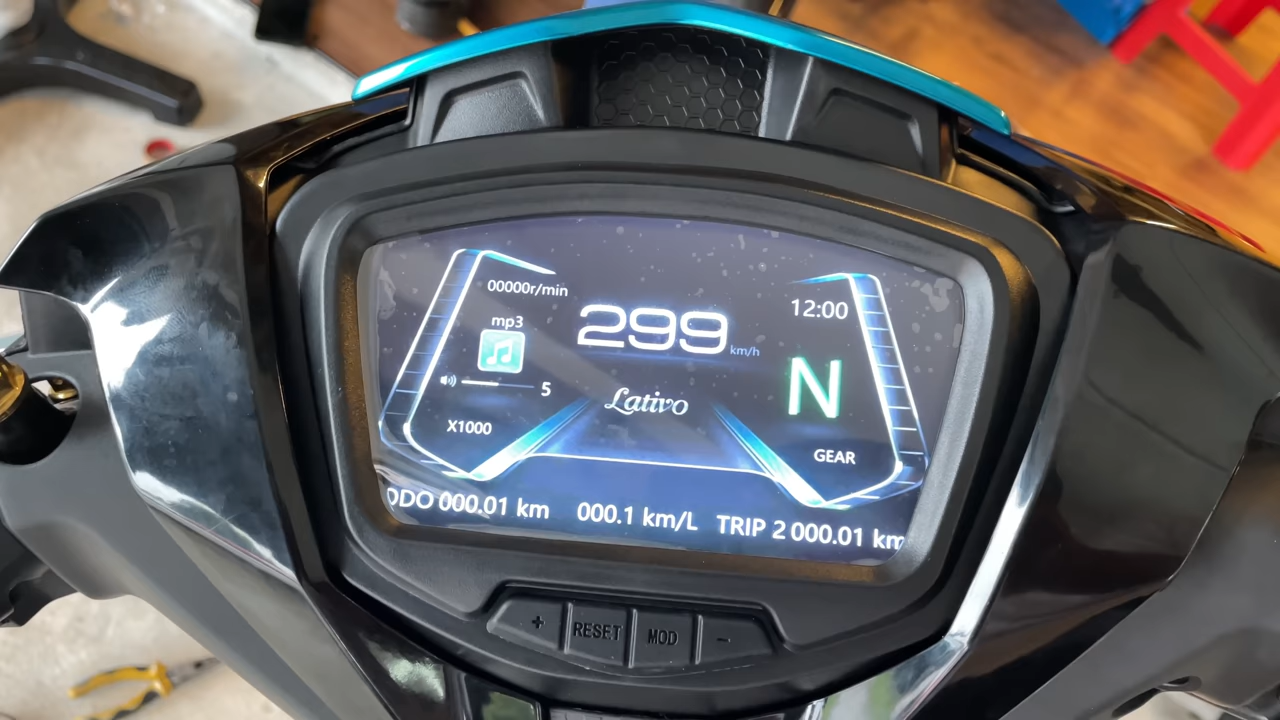 00000r/min
mp3
299 km/h
12:00
N
5
Lativo
X1000
GEAR
ODO 000.01 km 000.1 km/L TRIP 2 000.01 km
+ RESET MOD -